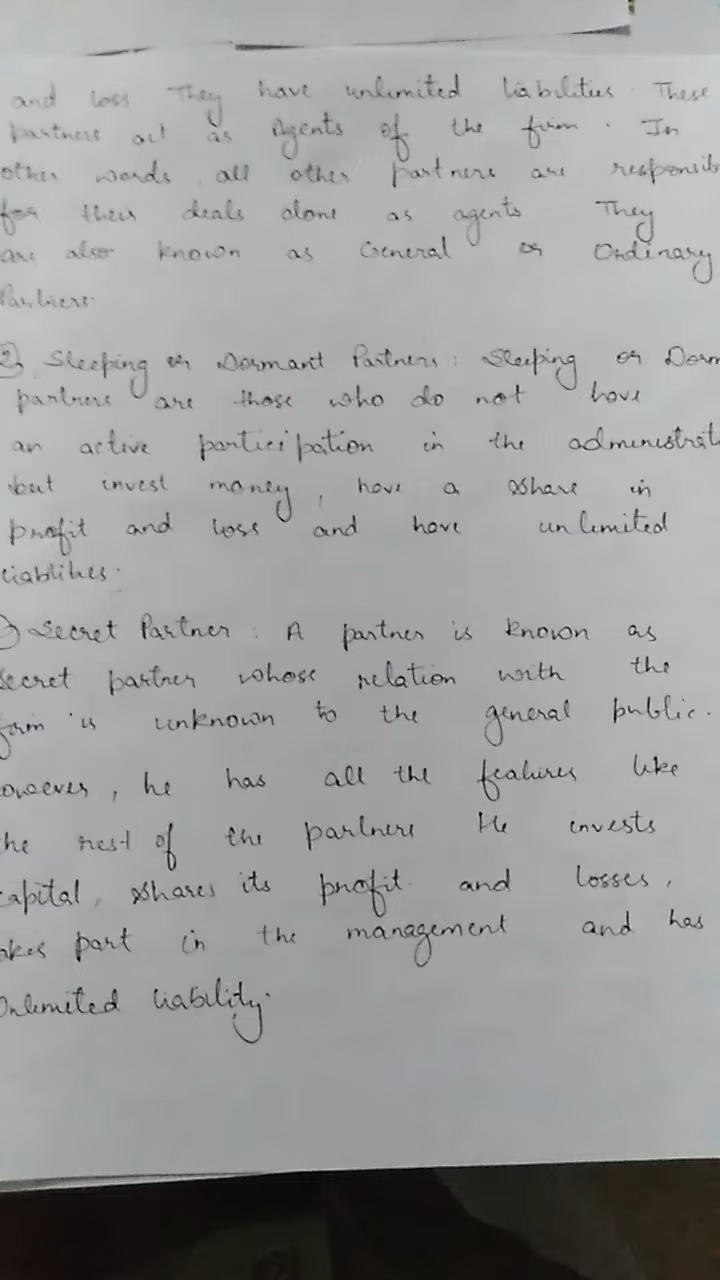 and loss They have unlimited liabilities. These
partners act as Agents of the firm. In
other words all other partners are responsib
for their deals done as agents They
are also known as General or Ordinary
Partners.
2) Sleeping or Dormant Partners: Sleeping or Dorm
partners are those who do not have
an active participation in the administrat
but invest money, have a share in
profit and loss and have unlimited
liabilities.
) Secret Partner: A partner is known as
secret partner whose relation with the
firm is unknown to the general public.
owever, he has all the features like
he rest of the partners He invests
capital, shares its profit and losses,
akes part in the management and has
Unlimited liability.